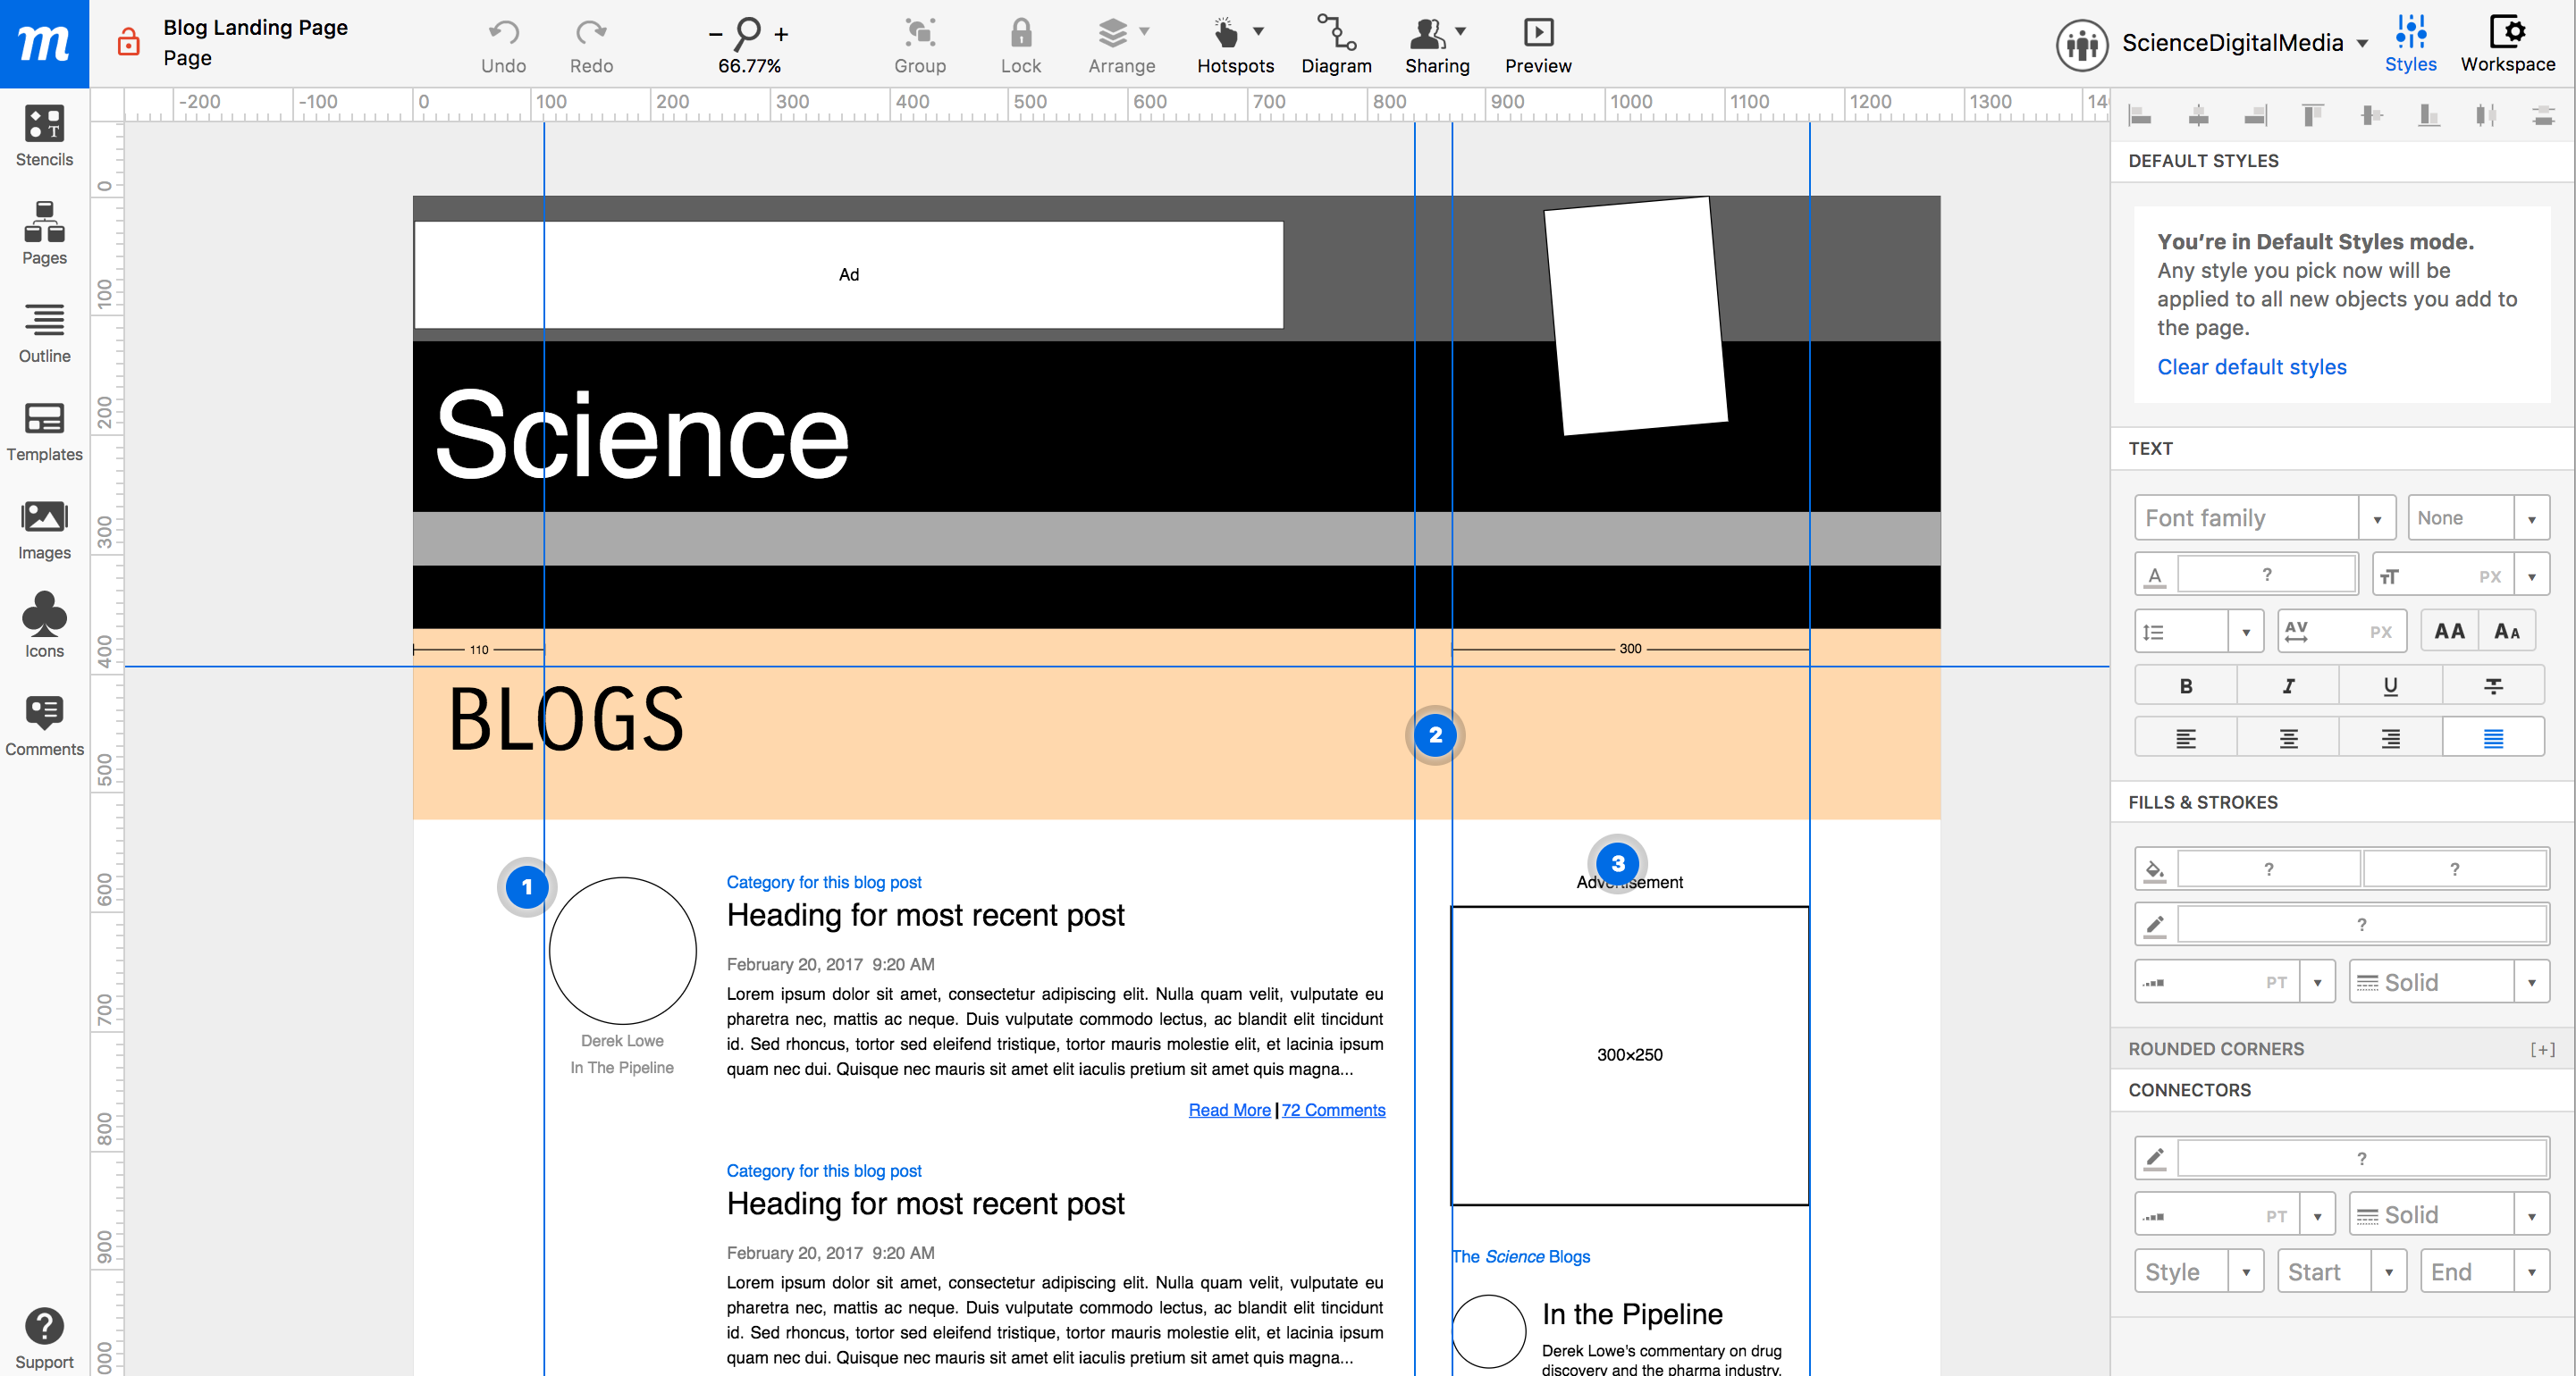 m
Blog Landing Page
Page
Undo
Redo
66.77%
Group
Lock
Arrange
Hotspots
Diagram
Sharing
Preview
ScienceDigitalMedia
Styles
Workspace
Stencils
Pages
Outline
Templates
Images
Icons
Comments
Support
-200 -100 0 100 200 300 400 500 600 700 800 900 1000 1100 1200 1300 14
0
100
200
300
400
500
600
700
800
900
000
Ad
Science
110
300
BLOGS
2
1
3
Category for this blog post
Heading for most recent post
February 20, 2017 9:20 AM
Lorem ipsum dolor sit amet, consectetur adipiscing elit. Nulla quam velit, vulputate eu
pharetra nec, mattis ac neque. Duis vulputate commodo lectus, ac blandit elit tincidunt
id. Sed rhoncus, tortor sed eleifend tristique, tortor mauris molestie elit, et lacinia ipsum
quam nec dui. Quisque nec mauris sit amet elit iaculis pretium sit amet quis magna...
Read More | 72 Comments
Derek Lowe
In The Pipeline
Category for this blog post
Heading for most recent post
February 20, 2017 9:20 AM
Lorem ipsum dolor sit amet, consectetur adipiscing elit. Nulla quam velit, vulputate eu
pharetra nec, mattis ac neque. Duis vulputate commodo lectus, ac blandit elit tincidunt
id. Sed rhoncus, tortor sed eleifend tristique, tortor mauris molestie elit, et lacinia ipsum
quam nec dui. Quisque nec mauris sit amet elit iaculis pretium sit amet quis magna...
Advertisement
300×250
The Science Blogs
In the Pipeline
Derek Lowe's commentary on drug
discovery and the pharma industry.
DEFAULT STYLES
You're in Default Styles mode.
Any style you pick now will be
applied to all new objects you add to
the page.
Clear default styles
TEXT
Font family
None
A ?
TT PX
AV PX
AA AA
B I U
FILLS & STROKES
? ?
?
PT
Solid
ROUNDED CORNERS [+]
CONNECTORS
?
PT
Solid
Style
Start
End